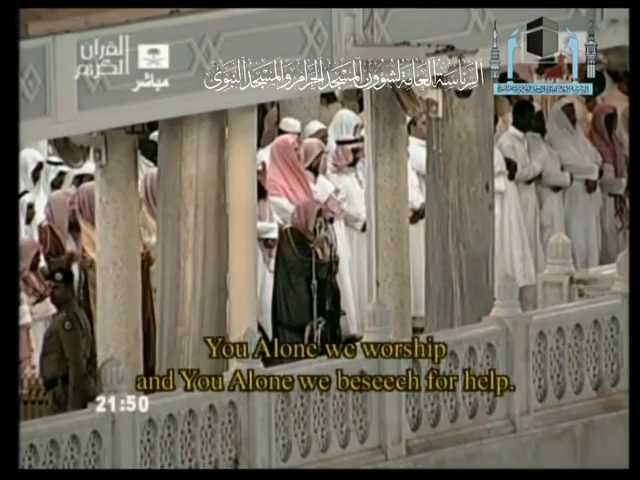 القرآن
الكريم
مباشر
الرئاسة العامة لشؤون المسجد الحرام والمسجد النبوي
You Alone we worship
and You Alone we beseech for help.
21:50